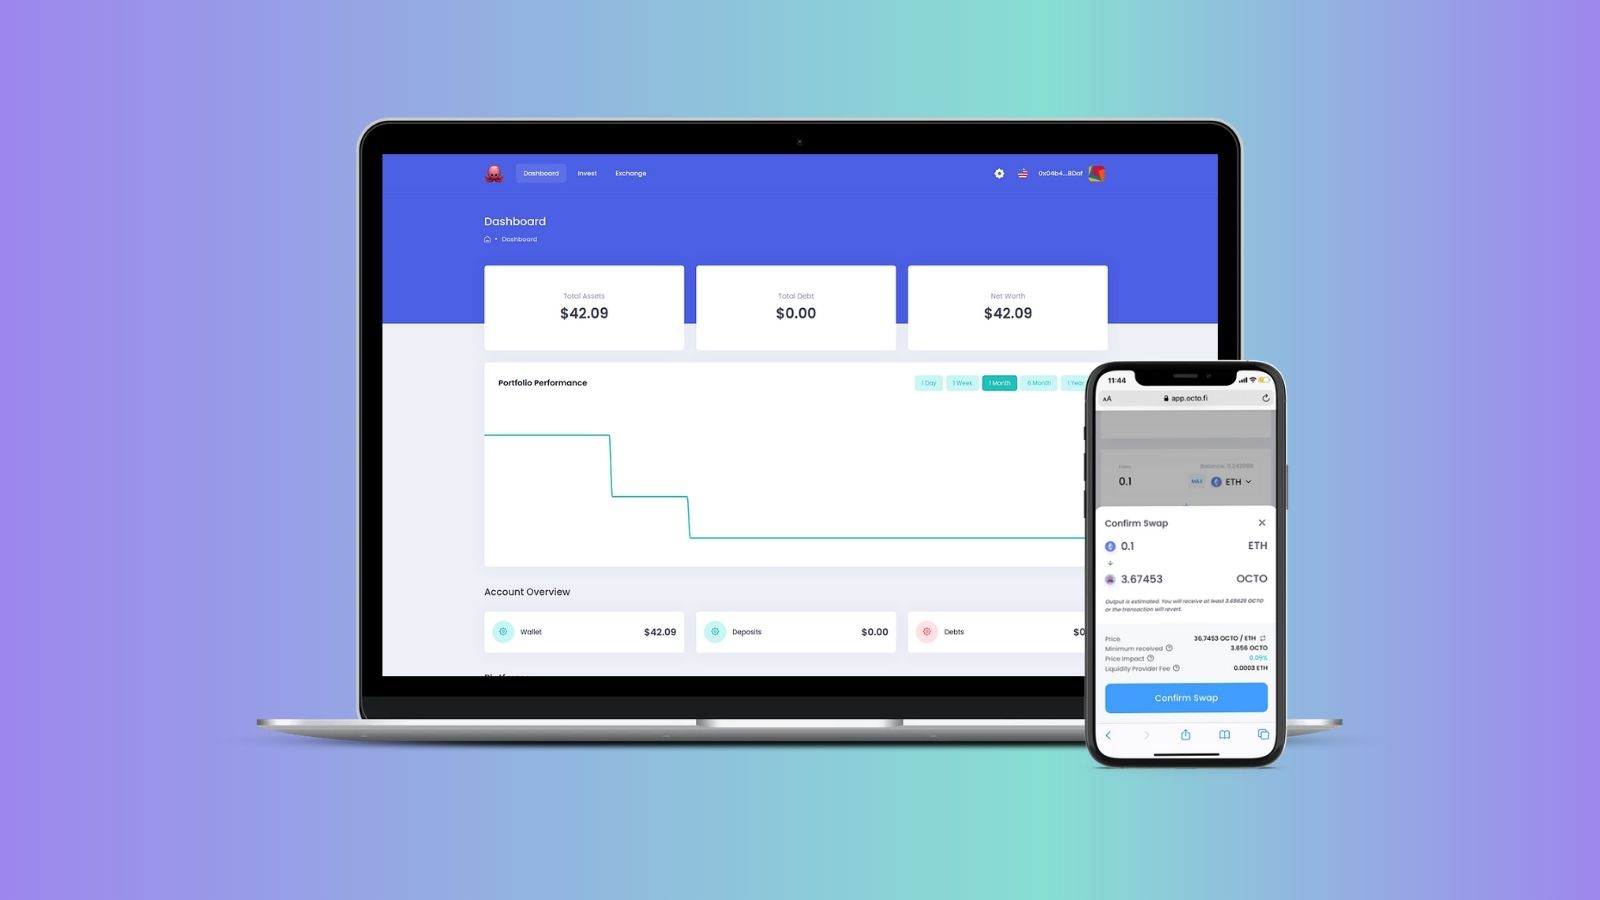 Dashboard Invest Exchange 0x04b4...BDaf
Dashboard
Dashboard
Total Assets Total Debt Net Worth
$42.09 $0.00 $42.09
Portfolio Performance 1 Day 1 Week 1 Month 6 Month 1 Year
Account Overview
Wallet $42.09 Deposits $0.00 Debts $0
11:44
AA app.octo.fi
From Balance: 0.242098
0.1 MAX ETH
Confirm Swap
0.1 ETH
3.67453 OCTO
Output is estimated. You will receive at least 3.65629 OCTO
or the transaction will revert.
Price 36.7453 OCTO / ETH
Minimum received 3.656 OCTO
Price Impact 0.09%
Liquidity Provider Fee 0.0003 ETH
Confirm Swap